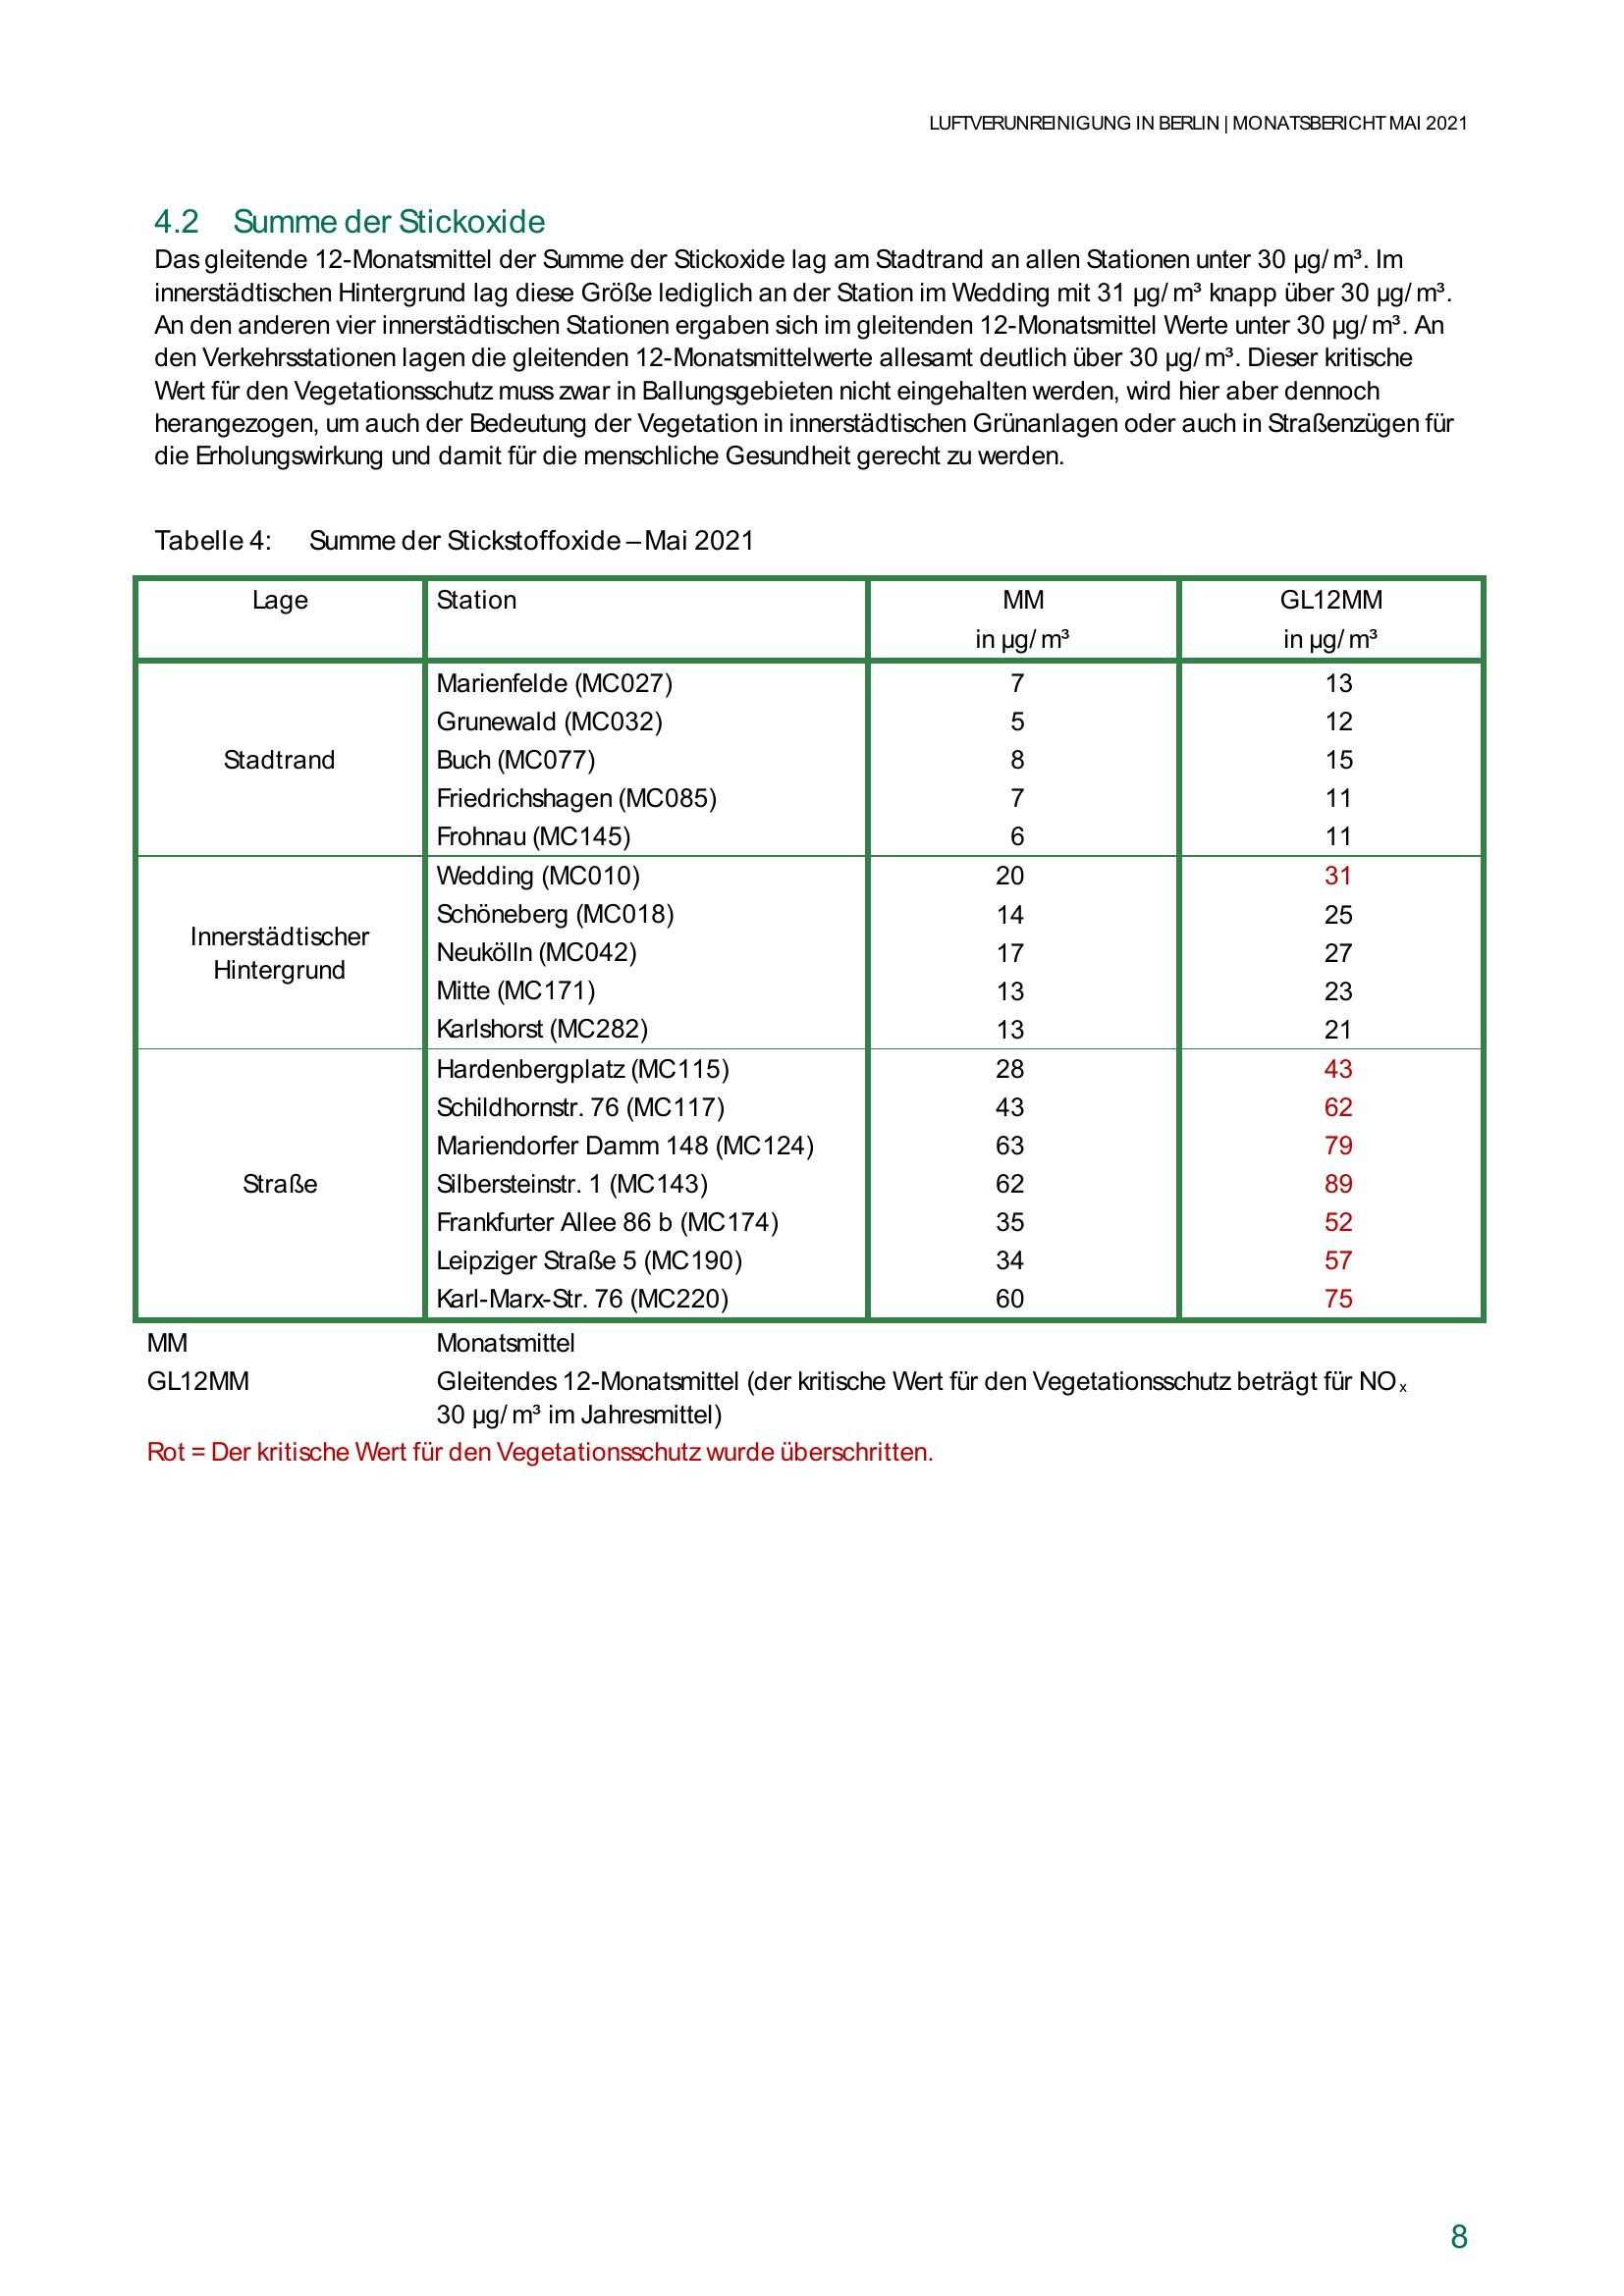 LUFTVERUNREINIGUNG IN BERLIN | MONATSBERICHT MAI 2021
4.2 Summe der Stickoxide
Das gleitende 12-Monatsmittel der Summe der Stickoxide lag am Stadtrand an allen Stationen unter 30 µg/m³. Im
innerstädtischen Hintergrund lag diese Größe lediglich an der Station im Wedding mit 31 µg/m³ knapp über 30 µg/m³.
An den anderen vier innerstädtischen Stationen ergaben sich im gleitenden 12-Monatsmittel Werte unter 30 µg/m³. An
den Verkehrsstationen lagen die gleitenden 12-Monatsmittelwerte allesamt deutlich über 30 µg/m³. Dieser kritische
Wert für den Vegetationsschutz muss zwar in Ballungsgebieten nicht eingehalten werden, wird hier aber dennoch
herangezogen, um auch der Bedeutung der Vegetation in innerstädtischen Grünanlagen oder auch in Straßenzügen für
die Erholungswirkung und damit für die menschliche Gesundheit gerecht zu werden.
Tabelle 4: Summe der Stickstoffoxide – Mai 2021
Lage Station MM GL12MM
in µg/m³ in µg/m³
Marienfelde (MC027) 7 13
Grunewald (MC032) 5 12
Stadtrand Buch (MC077) 8 15
Friedrichshagen (MC085) 7 11
Frohnau (MC145) 6 11
Wedding (MC010) 20 31
Schöneberg (MC018) 14 25
Innerstädtischer
Neukölln (MC042) 17 27
Hintergrund
Mitte (MC171) 13 23
Karlshorst (MC282) 13 21
Hardenbergplatz (MC115) 28 43
Schildhornstr. 76 (MC117) 43 62
Mariendorfer Damm 148 (MC124) 63 79
Straße Silbersteinstr. 1 (MC143) 62 89
Frankfurter Allee 86 b (MC174) 35 52
Leipziger Straße 5 (MC190) 34 57
Karl-Marx-Str. 76 (MC220) 60 75
MM Monatsmittel
GL12MM Gleitendes 12-Monatsmittel (der kritische Wert für den Vegetationsschutz beträgt für NOₓ
30 µg/m³ im Jahresmittel)
Rot = Der kritische Wert für den Vegetationsschutz wurde überschritten.
8